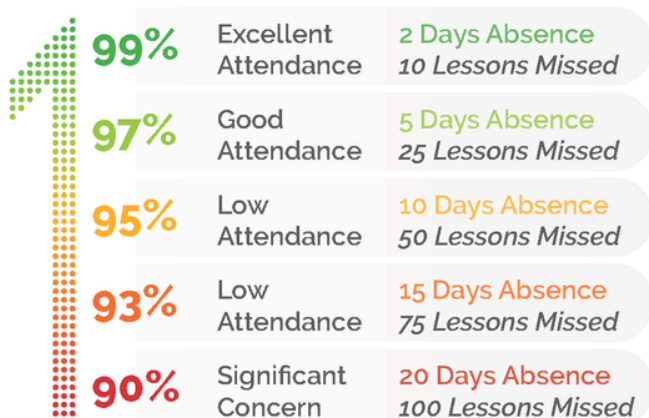 99% Excellent Attendance 2 Days Absence
10 Lessons Missed
97% Good Attendance 5 Days Absence
25 Lessons Missed
95% Low Attendance 10 Days Absence
50 Lessons Missed
93% Low Attendance 15 Days Absence
75 Lessons Missed
90% Significant Concern 20 Days Absence
100 Lessons Missed